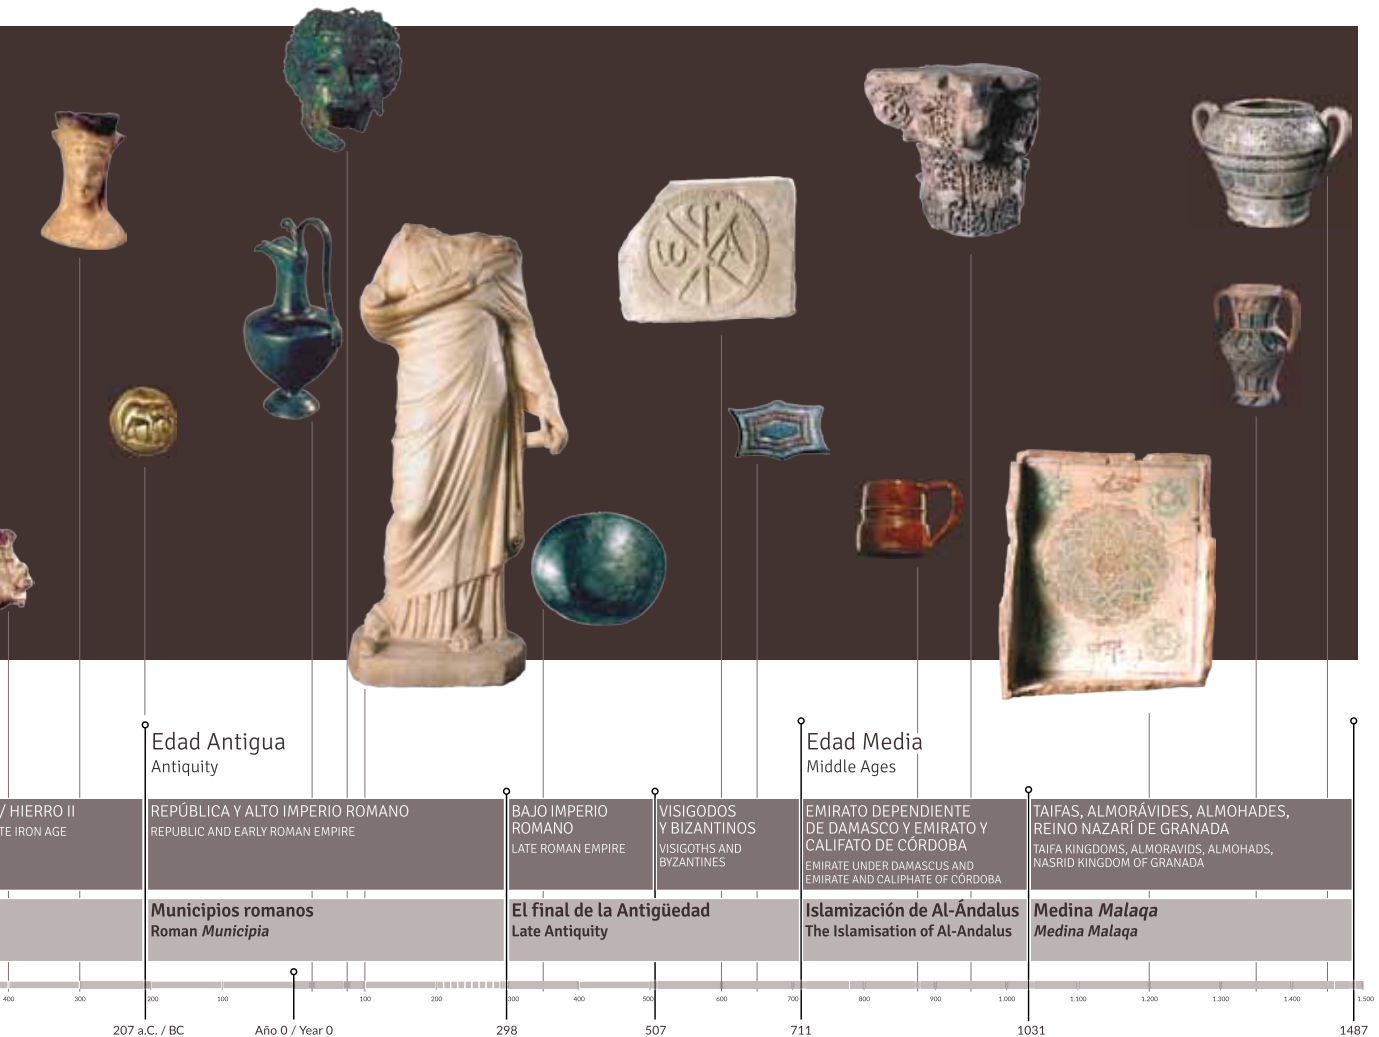 Edad Antigua
Antiquity
Edad Media
Middle Ages
/ HIERRO II
TE IRON AGE
REPÚBLICA Y ALTO IMPERIO ROMANO
REPUBLIC AND EARLY ROMAN EMPIRE
BAJO IMPERIO
ROMANO
LATE ROMAN EMPIRE
VISIGODOS
Y BIZANTINOS
VISIGOTHS AND
BYZANTINES
EMIRATO DEPENDIENTE
DE DAMASCO Y EMIRATO Y
CALIFATO DE CÓRDOBA
EMIRATE UNDER DAMASCUS AND
EMIRATE AND CALIPHATE OF CÓRDOBA
TAIFAS, ALMORÁVIDES, ALMOHADES,
REINO NAZARÍ DE GRANADA
TAIFA KINGDOMS, ALMORAVIDS, ALMOHADS,
NASRID KINGDOM OF GRANADA
Municipios romanos
Roman Municipia
El final de la Antigüedad
Late Antiquity
Islamización de Al-Ándalus
The Islamisation of Al-Andalus
Medina Malaqa
Medina Malaqa
400 300 200 100 100 200 300 400 500 600 700 800 900 1.000 1.100 1.200 1.300 1.400 1.500
207 a.C. / BC Año 0 / Year 0 298 507 711 1031 1487